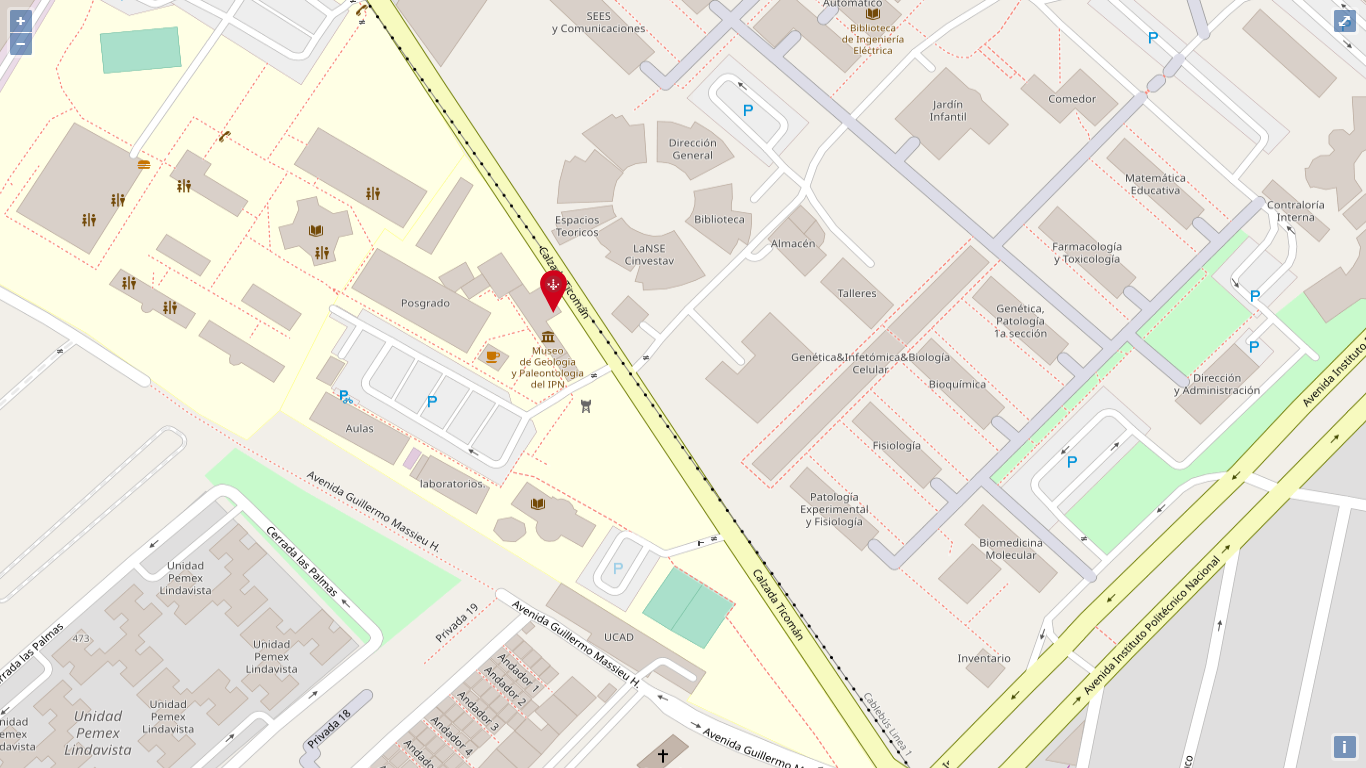 +
−
SEES
y Comunicaciones
Automático
Biblioteca
de Ingeniería
Eléctrica
P
P
Dirección
General
Jardín
Infantil
Comedor
Matemática
Educativa
Contraloría
Interna
Espacios
Teoricos
Biblioteca
LaNSE
Cinvestav
Almacén
Farmacología
y Toxicología
Calzada Ticomán
Talleres
Posgrado
Genética,
Patología
1a sección
P
P
Museo
de Geología
y Paleontología
del IPN
Genética&Infetómica&Biologia
Celular
Bioquímica
Dirección
y Administración
Avenida Instituto
P
P
Aulas
Fisiología
P
laboratorios
Avenida Guillermo Massieu H.
Patología
Experimental
y Fisiología
Biomedicina
Molecular
Cerrada las Palmas
Unidad
Pemex
Lindavista
P
Calzada Ticomán
Avenida Instituto Politécnico Nacional
Privada 19
Avenida Guillermo Massieu H.
UCAD
473
Unidad
Pemex
Lindavista
Inventario
Andador 1
Andador 2
Andador 3
Andador 4
Cablebús Línea 1
Unidad
Pemex
Lindavista
Unidad
Pemex
Lindavista
Privada 18
Avenida Guillermo
i